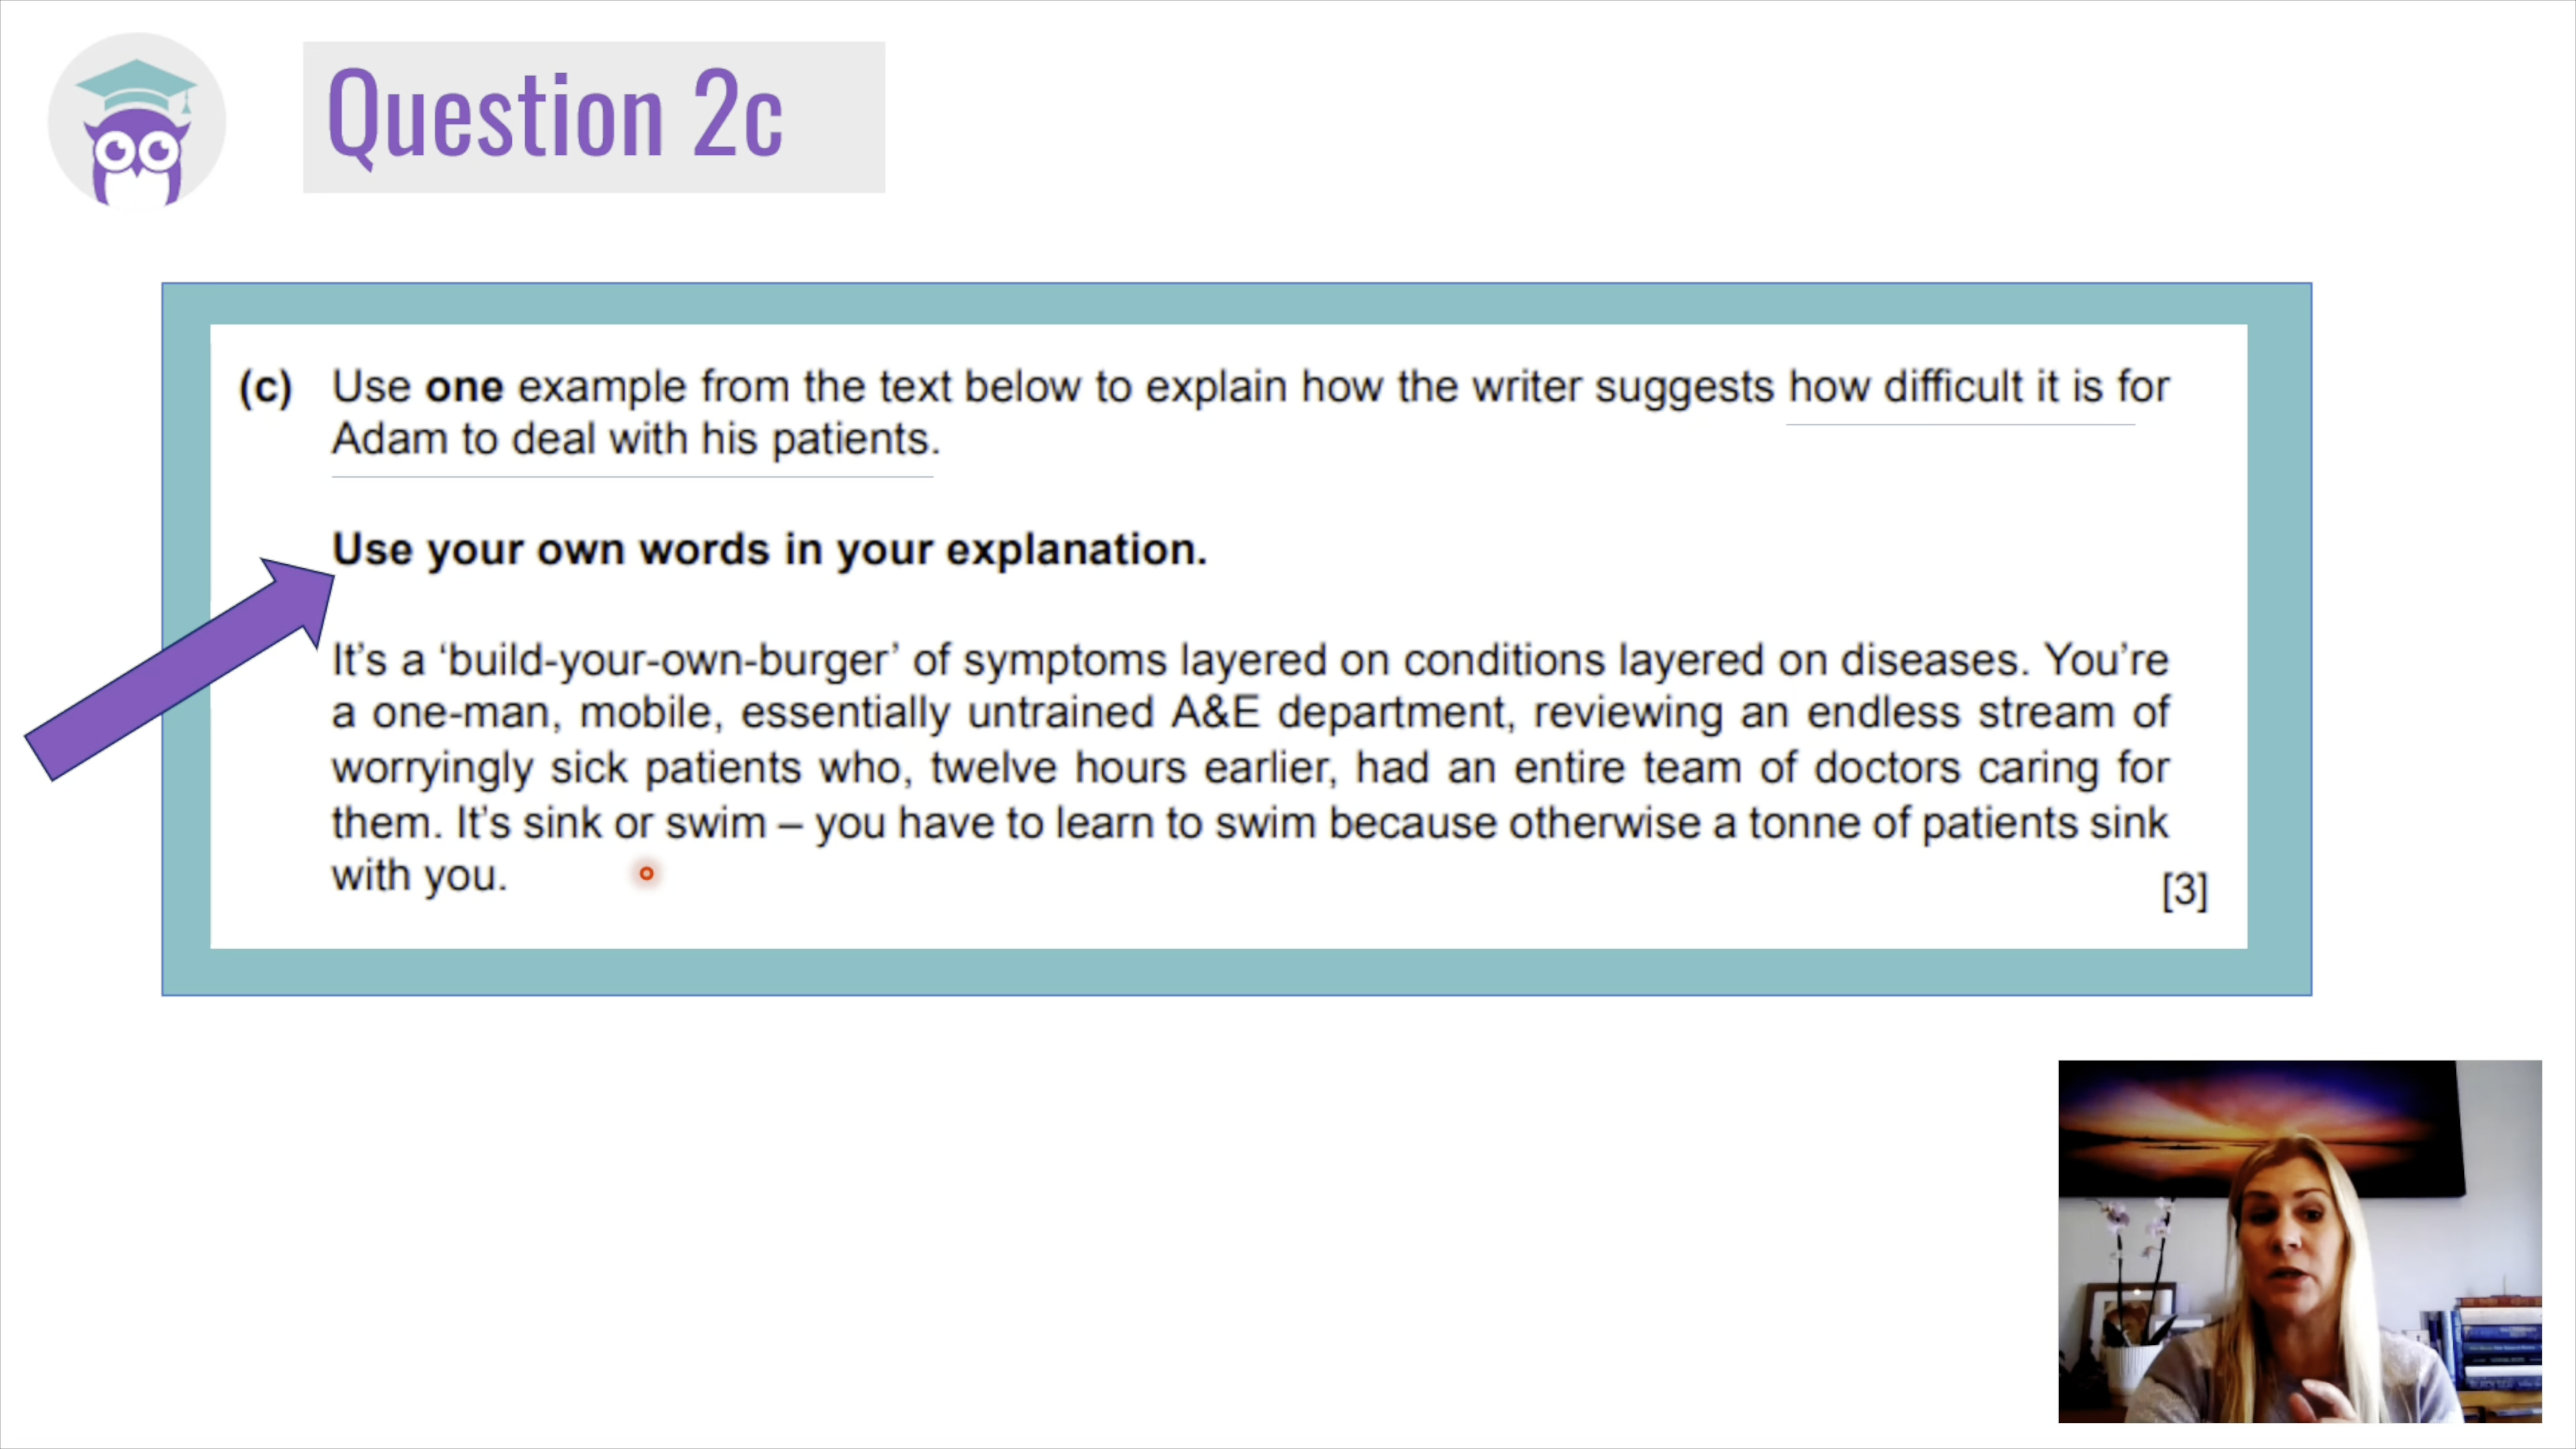 Question 2c
(c) Use one example from the text below to explain how the writer suggests how difficult it is for
Adam to deal with his patients.
Use your own words in your explanation.
It’s a ‘build-your-own-burger’ of symptoms layered on conditions layered on diseases. You’re
a one-man, mobile, essentially untrained A&E department, reviewing an endless stream of
worryingly sick patients who, twelve hours earlier, had an entire team of doctors caring for
them. It’s sink or swim – you have to learn to swim because otherwise a tonne of patients sink
with you.
[3]